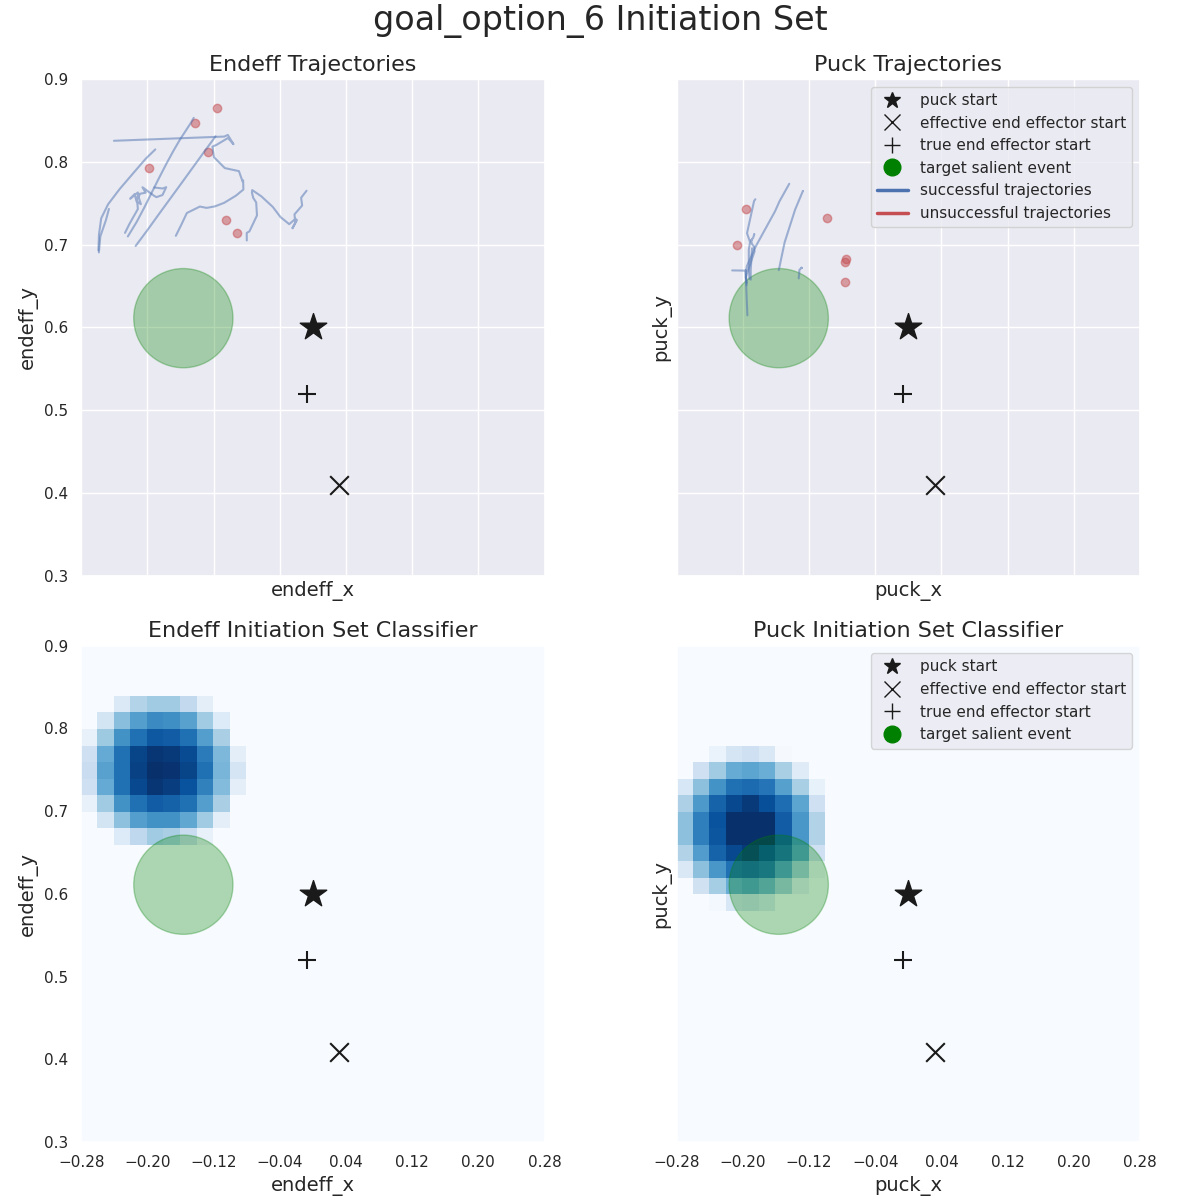 goal_option_6 Initiation Set
Endeff Trajectories
0.9
0.8
0.7
0.6
0.5
0.4
0.3
endeff_y
endeff_x
Puck Trajectories
puck start
effective end effector start
true end effector start
target salient event
successful trajectories
unsuccessful trajectories
puck_y
puck_x
Endeff Initiation Set Classifier
0.9
0.8
0.7
0.6
0.5
0.4
0.3
endeff_y
−0.28 −0.20 −0.12 −0.04 0.04 0.12 0.20 0.28
endeff_x
Puck Initiation Set Classifier
puck start
effective end effector start
true end effector start
target salient event
puck_y
−0.28 −0.20 −0.12 −0.04 0.04 0.12 0.20 0.28
puck_x